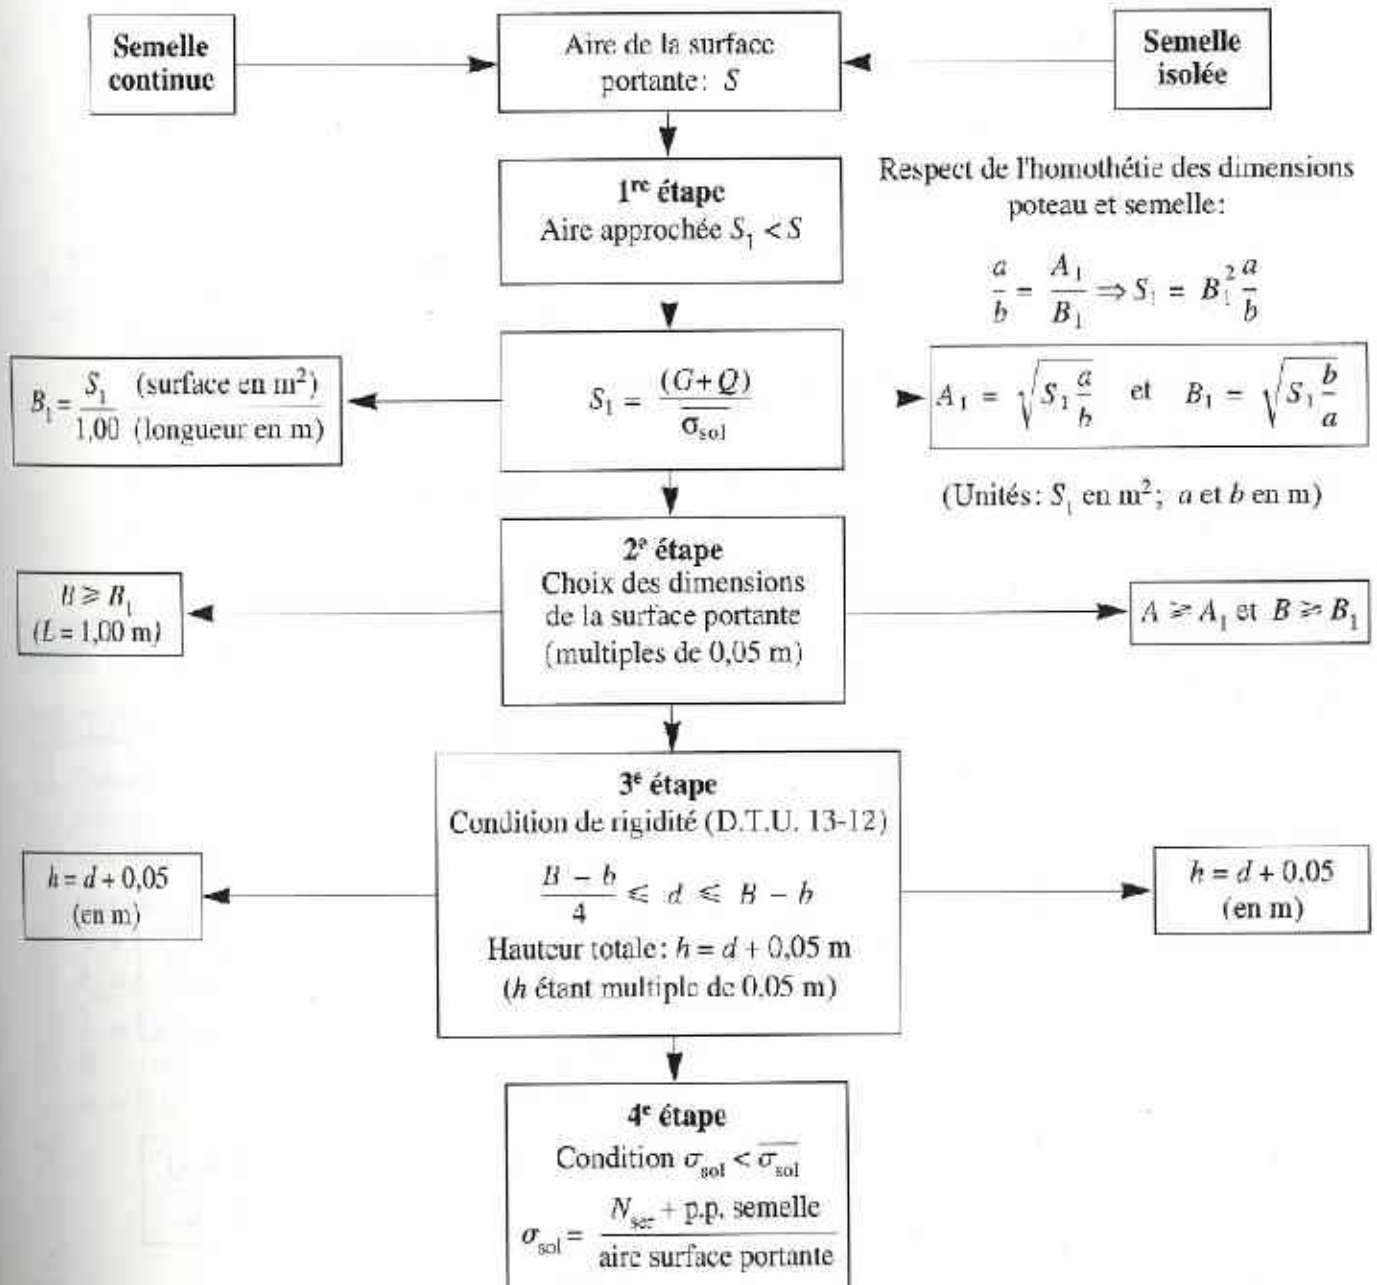 Semelle
continue
Aire de la surface
portante: S
Semelle
isolée
1re étape
Aire approchée S₁ < S
Respect de l'homothétie des dimensions
poteau et semelle:
a/b = A₁/B₁ ⇒ S₁ = B₁² a/b
B₁ = S₁/1,00 (surface en m²) / (longueur en m)
S₁ = (G+Q)/σ̅sol
A₁ = √(S₁ a/b) et B₁ = √(S₁ b/a)
(Unités: S₁ en m²; a et b en m)
2e étape
Choix des dimensions
de la surface portante
(multiples de 0,05 m)
B ⩾ B₁
(L = 1,00 m)
A ⩾ A₁ et B ⩾ B₁
3e étape
Condition de rigidité (D.T.U. 13-12)
(B – b)/4 ⩽ d ⩽ B – b
Hauteur totale: h = d + 0,05 m
(h étant multiple de 0,05 m)
h = d + 0,05
(en m)
h = d + 0,05
(en m)
4e étape
Condition σsol < σ̅sol
σsol = (Nser + p.p. semelle)/(aire surface portante)